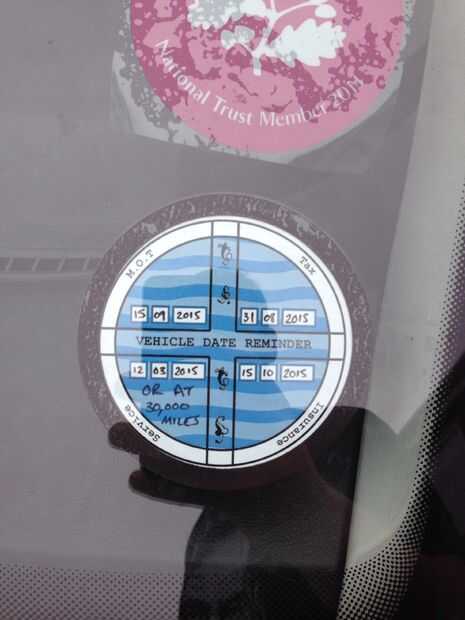 National Trust Member
M.O.T
Tax
15 09 2015
31 08 2015
VEHICLE DATE REMINDER
12 03 2015
15 10 2015
OR AT
30,000
MILES
Service
Insurance